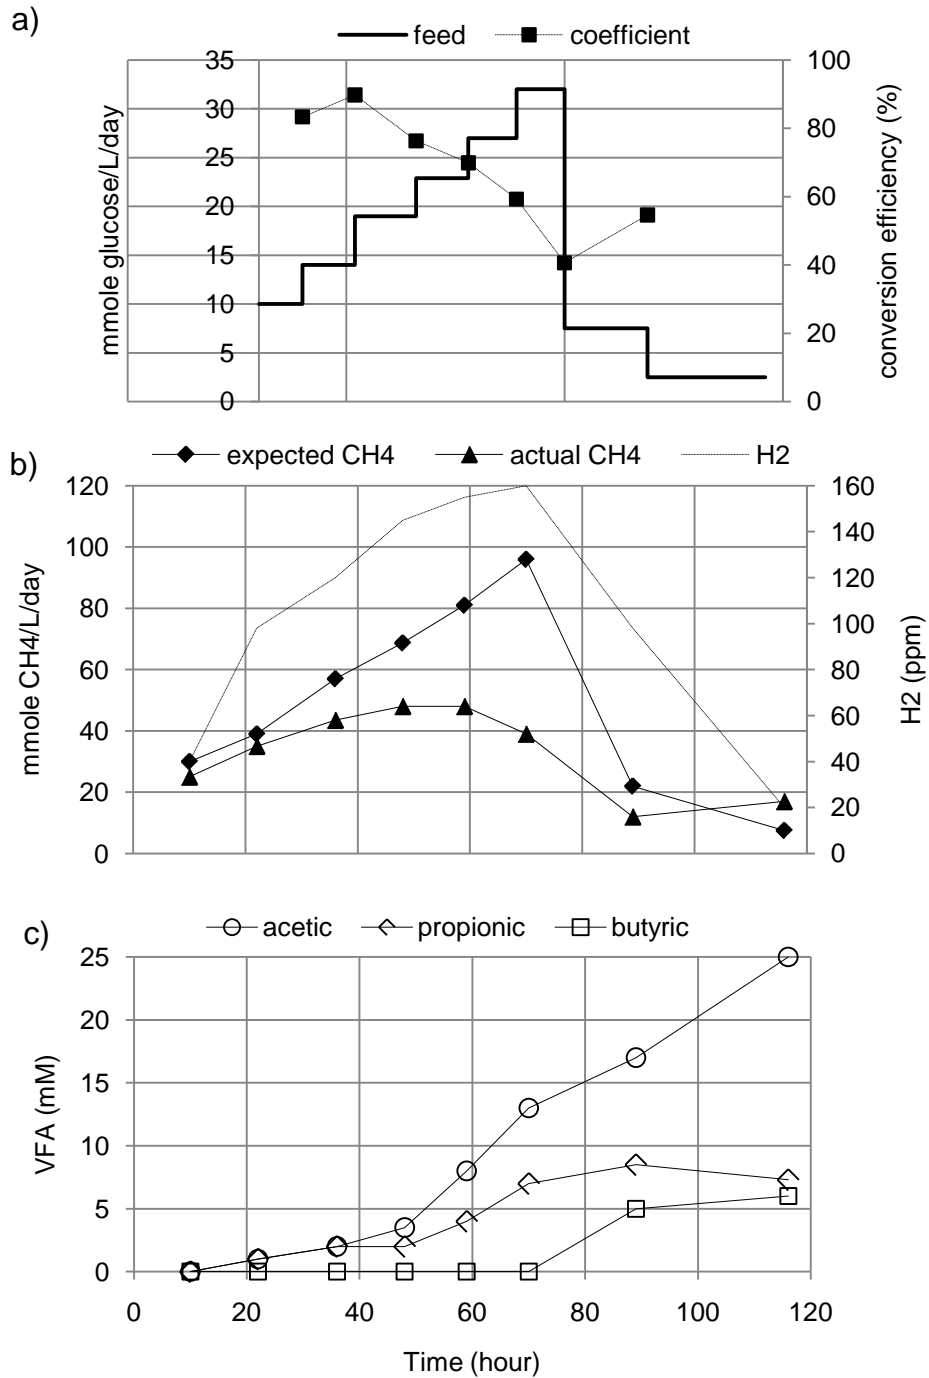 a)
feed coefficient
35
30
25
20
15
10
5
0
mmole glucose/L/day
100
80
60
40
20
0
conversion efficiency (%)
b)
expected CH4 actual CH4 H2
120
100
80
60
40
20
0
mmole CH4/L/day
160
140
120
100
80
60
40
20
0
H2 (ppm)
c)
acetic propionic butyric
25
20
15
10
5
0
VFA (mM)
0 20 40 60 80 100 120
Time (hour)